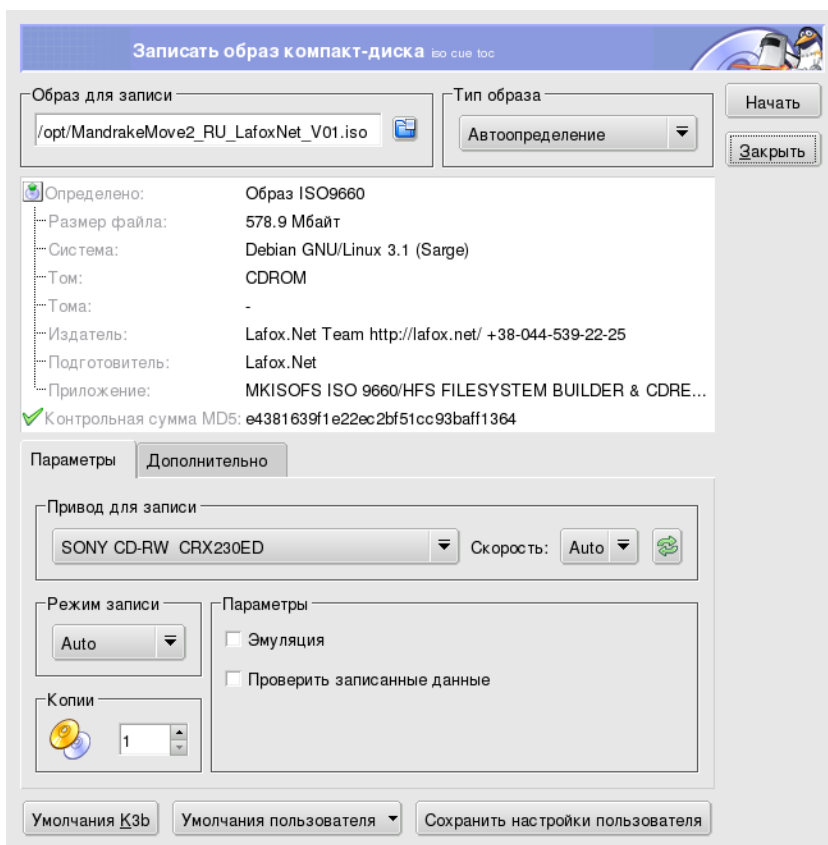 Записать образ компакт-диска iso cue toc
Образ для записи
/opt/MandrakeMove2_RU_LafoxNet_V01.iso
Тип образа
Автоопределение
Начать
Закрыть
Определено: Образ ISO9660
Размер файла: 578.9 Мбайт
Система: Debian GNU/Linux 3.1 (Sarge)
Том: CDROM
Тома: -
Издатель: Lafox.Net Team http://lafox.net/ +38-044-539-22-25
Подготовитель: Lafox.Net
Приложение: MKISOFS ISO 9660/HFS FILESYSTEM BUILDER & CDRE...
Контрольная сумма MD5: e4381639f1e22ec2bf51cc93baff1364
Параметры Дополнительно
Привод для записи
SONY CD-RW CRX230ED Скорость: Auto
Режим записи
Auto
Параметры
Эмуляция
Проверить записанные данные
Копии
1
Умолчания K3b Умолчания пользователя Сохранить настройки пользователя